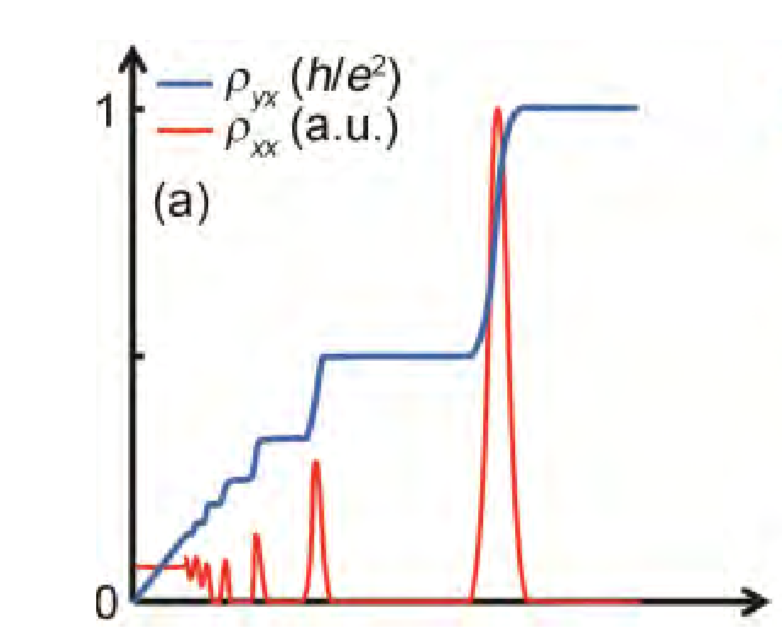 ρyx (h/e²)
1
ρxx (a.u.)
(a)
0